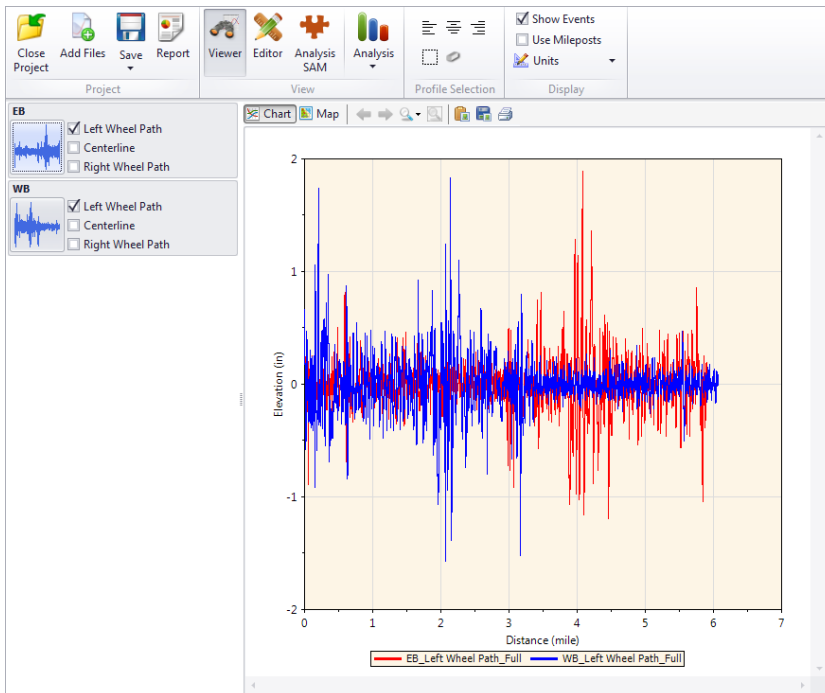 Close Project
Add Files
Save
Report
Viewer
Editor
Analysis SAM
Analysis
Show Events
Use Mileposts
Units
Project
View
Profile Selection
Display
EB
Left Wheel Path
Centerline
Right Wheel Path
WB
Left Wheel Path
Centerline
Right Wheel Path
Chart
Map
2
1
0
-1
-2
Elevation (in)
0 1 2 3 4 5 6 7
Distance (mile)
EB_Left Wheel Path_Full WB_Left Wheel Path_Full